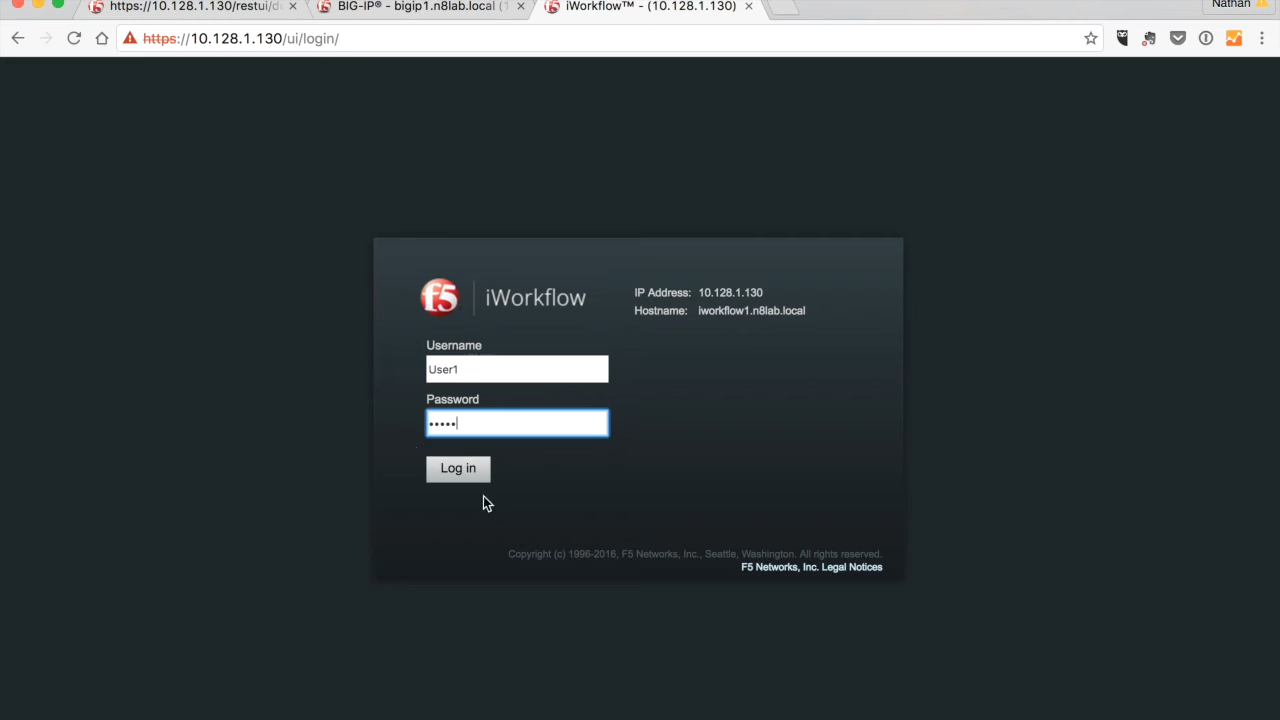 https://10.128.1.130/restui/d
BIG-IP® - bigip1.n8lab.local (1
iWorkflow™ - (10.128.1.130)
Nathan
https://10.128.1.130/ui/login/
f5
iWorkflow
IP Address: 10.128.1.130
Hostname: iworkflow1.n8lab.local
Username
User1
Password
•••••
Log in
Copyright (c) 1996-2016, F5 Networks, Inc., Seattle, Washington. All rights reserved.
F5 Networks, Inc. Legal Notices